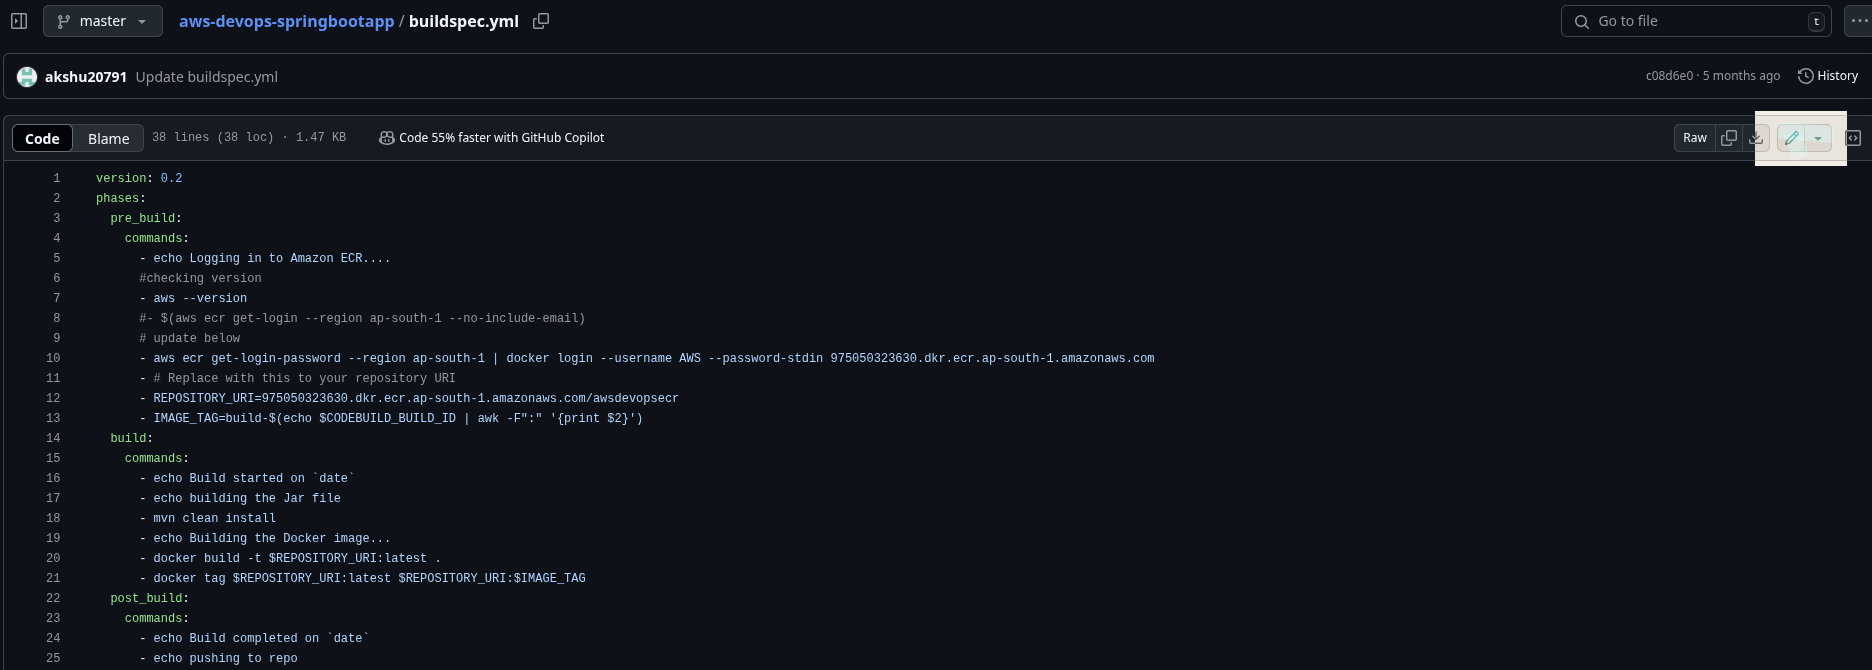 master aws-devops-springbootapp / buildspec.yml Go to file t
akshu20791 Update buildspec.yml c08d6e0 · 5 months ago History
Code Blame 38 lines (38 loc) · 1.47 KB Code 55% faster with GitHub Copilot Raw
1 version: 0.2
2 phases:
3 pre_build:
4 commands:
5 - echo Logging in to Amazon ECR....
6 #checking version
7 - aws --version
8 #- $(aws ecr get-login --region ap-south-1 --no-include-email)
9 # update below
10 - aws ecr get-login-password --region ap-south-1 | docker login --username AWS --password-stdin 975050323630.dkr.ecr.ap-south-1.amazonaws.com
11 - # Replace with this to your repository URI
12 - REPOSITORY_URI=975050323630.dkr.ecr.ap-south-1.amazonaws.com/awsdevopsecr
13 - IMAGE_TAG=build-$(echo $CODEBUILD_BUILD_ID | awk -F":" '{print $2}')
14 build:
15 commands:
16 - echo Build started on `date`
17 - echo building the Jar file
18 - mvn clean install
19 - echo Building the Docker image...
20 - docker build -t $REPOSITORY_URI:latest .
21 - docker tag $REPOSITORY_URI:latest $REPOSITORY_URI:$IMAGE_TAG
22 post_build:
23 commands:
24 - echo Build completed on `date`
25 - echo pushing to repo